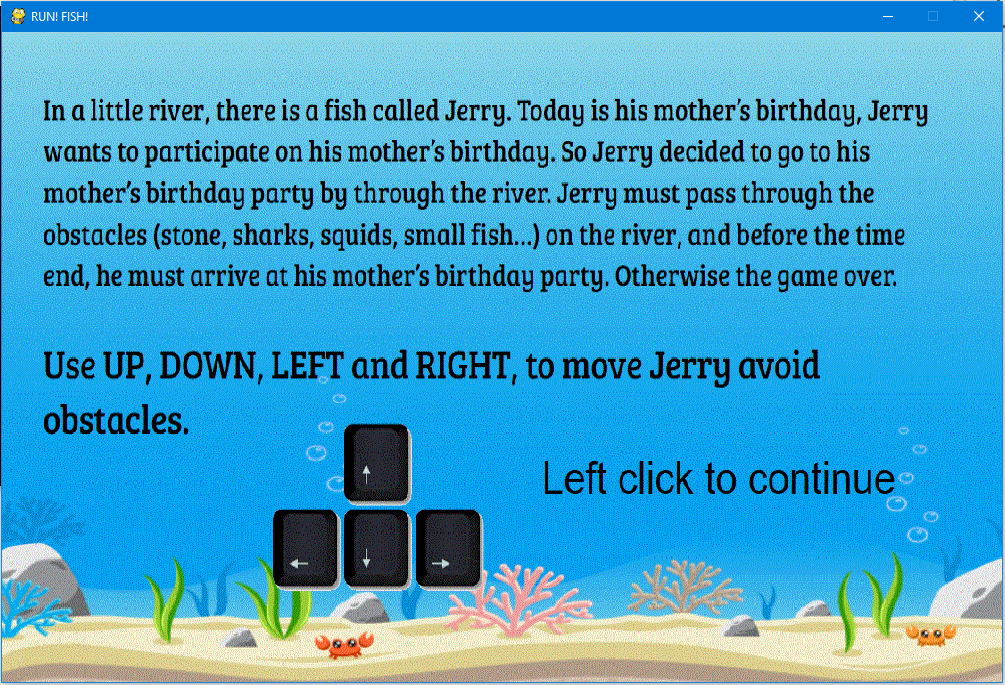 RUN! FISH!
In a little river, there is a fish called Jerry. Today is his mother's birthday, Jerry
wants to participate on his mother's birthday. So Jerry decided to go to his
mother's birthday party by through the river. Jerry must pass through the
obstacles (stone, sharks, squids, small fish...) on the river, and before the time
end, he must arrive at his mother's birthday party. Otherwise the game over.
Use UP, DOWN, LEFT and RIGHT, to move Jerry avoid
obstacles.
Left click to continue
↑
← ↓ →